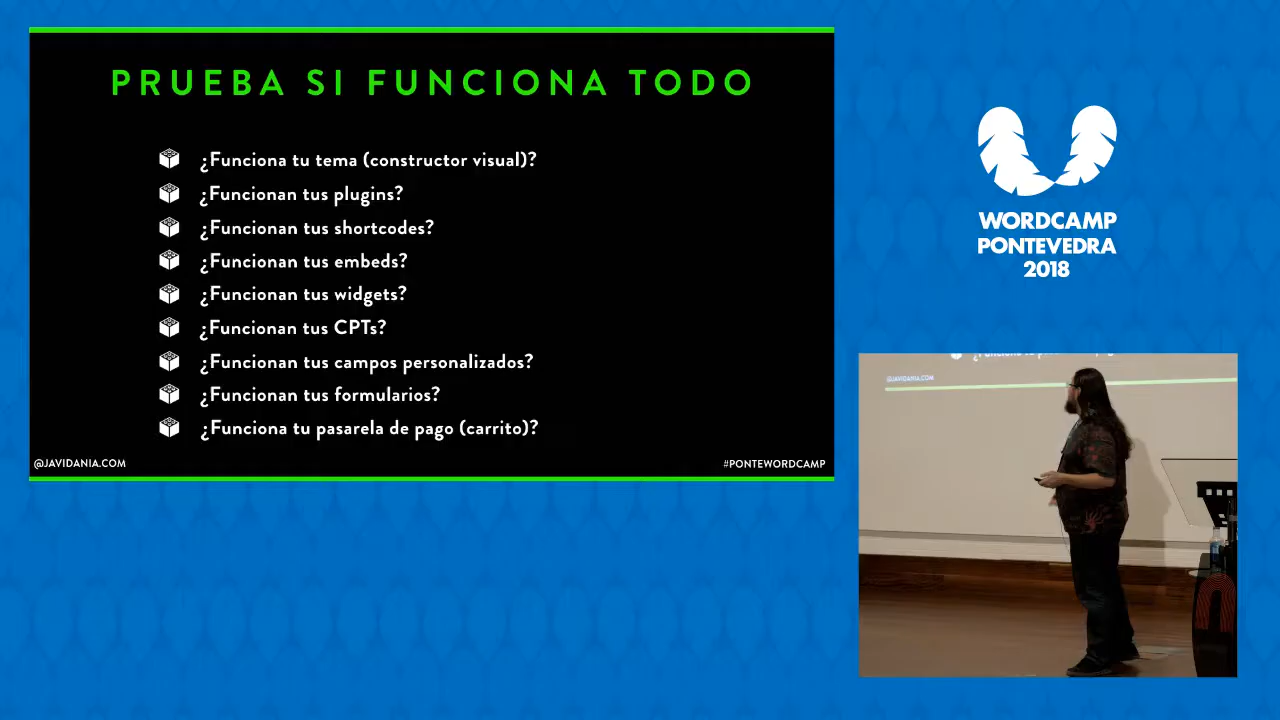 PRUEBA SI FUNCIONA TODO
¿Funciona tu tema (constructor visual)?
¿Funcionan tus plugins?
¿Funcionan tus shortcodes?
¿Funcionan tus embeds?
¿Funcionan tus widgets?
¿Funcionan tus CPTs?
¿Funcionan tus campos personalizados?
¿Funcionan tus formularios?
¿Funciona tu pasarela de pago (carrito)?
@JAVIDANIA.COM
#PONTEWORDCAMP
WORDCAMP
PONTEVEDRA
2018
@JAVIDANIA.COM